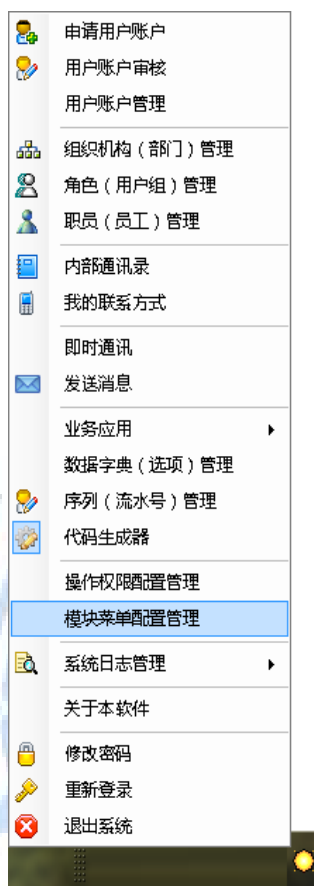 申请用户账户
用户账户审核
用户账户管理
组织机构（部门）管理
角色（用户组）管理
职员（员工）管理
内部通讯录
我的联系方式
即时通讯
发送消息
业务应用
数据字典（选项）管理
序列（流水号）管理
代码生成器
操作权限配置管理
模块菜单配置管理
系统日志管理
关于本软件
修改密码
重新登录
退出系统